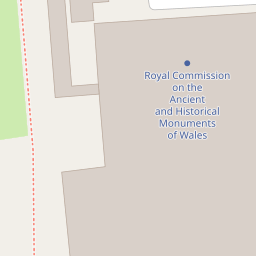 Royal Commission
on the
Ancient
and Historical
Monuments
of Wales